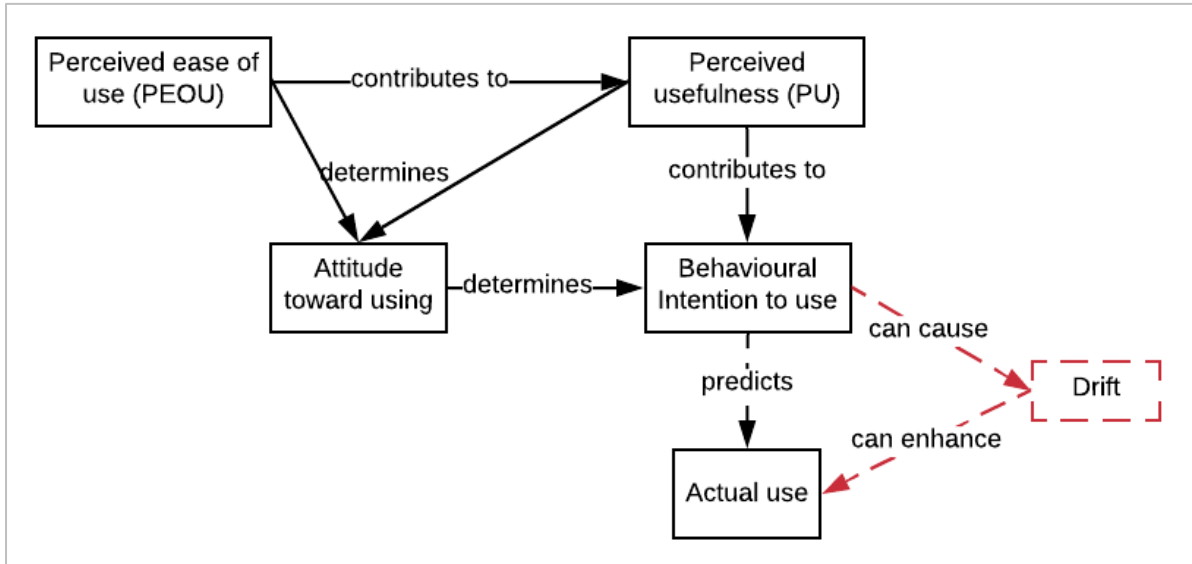 Perceived ease of
use (PEOU)
contributes to
Perceived
usefulness (PU)
determines
contributes to
Attitude
toward using
determines
Behavioural
Intention to use
can cause
predicts
Drift
can enhance
Actual use